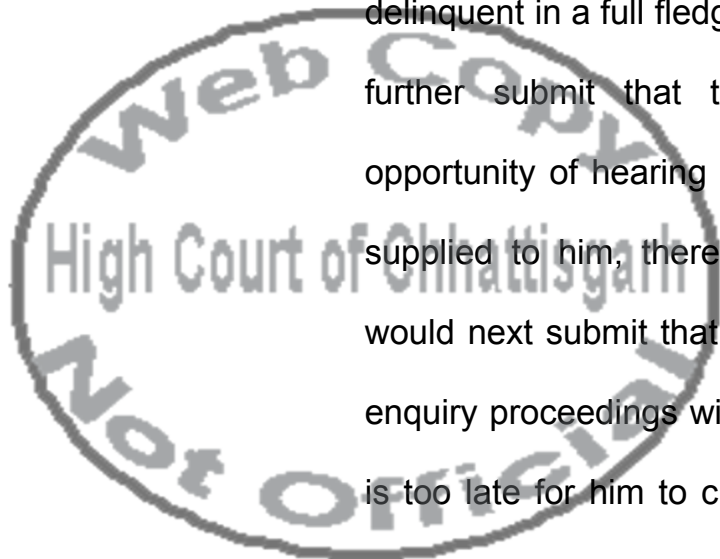 delinquent in a full fledg
further submit that t
opportunity of hearing
supplied to him, there
would next submit that
enquiry proceedings wi
is too late for him to c
Web Copy
High Court of Chhattisgarh
Not Official